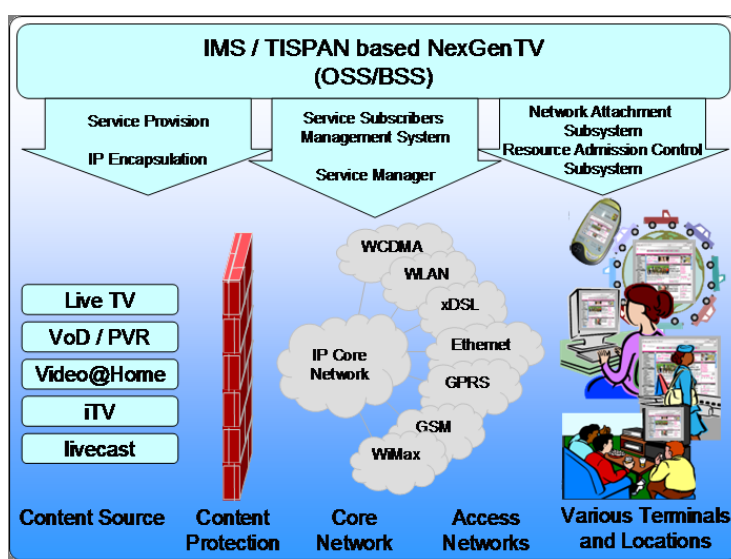 IMS / TISPAN based NexGenTV
(OSS/BSS)
Service Provision
IP Encapsulation
Service Subscribers
Management System
Service Manager
Network Attachment
Subsystem
Resource Admission Control
Subsystem
Live TV
VoD / PVR
Video@Home
iTV
livecast
IP Core
Network
WCDMA
WLAN
xDSL
Ethernet
GPRS
GSM
WiMax
Content Source
Content
Protection
Core
Network
Access
Networks
Various Terminals
and Locations